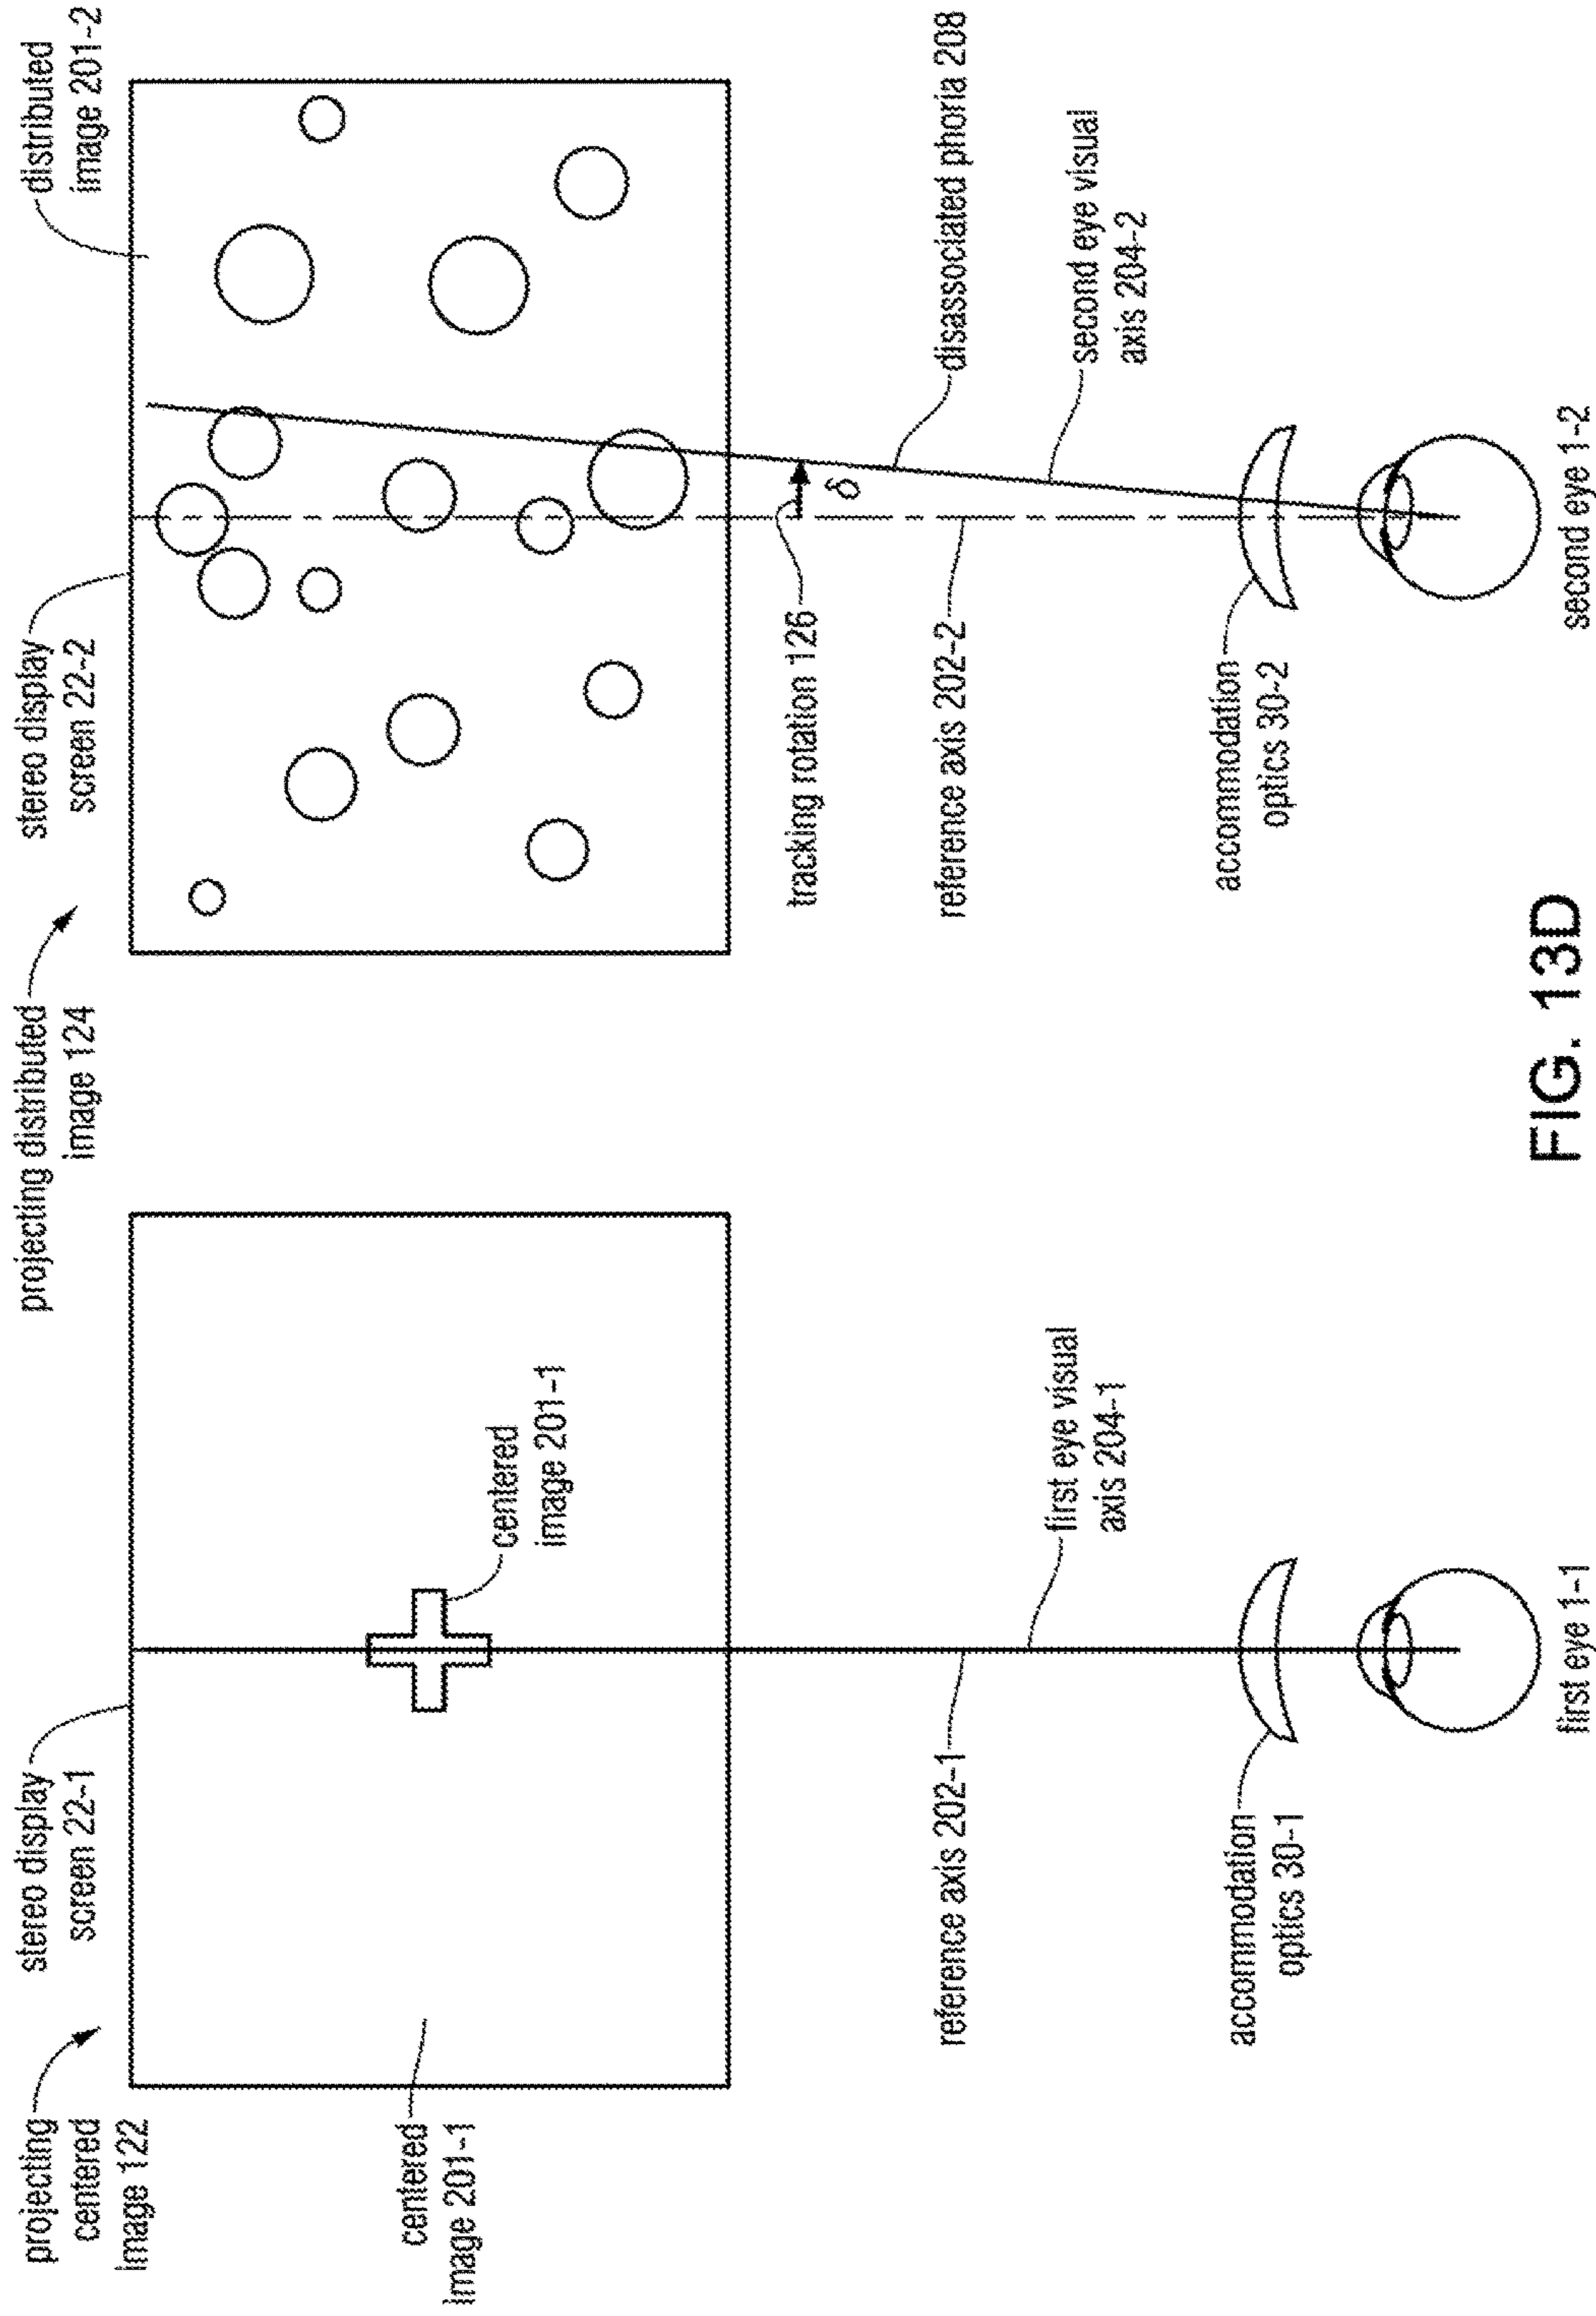 projecting
centered
image 122
stereo display
screen 22-1
centered
image 201-1
centered
image 201-1
reference axis 202-1
first eye visual
axis 204-1
accommodation
optics 30-1
first eye 1-1
projecting distributed
image 124
stereo display
screen 22-2
distributed
image 201-2
tracking rotation 126
δ
disassociated phoria 208
reference axis 202-2
second eye visual
axis 204-2
accommodation
optics 30-2
second eye 1-2
FIG. 13D